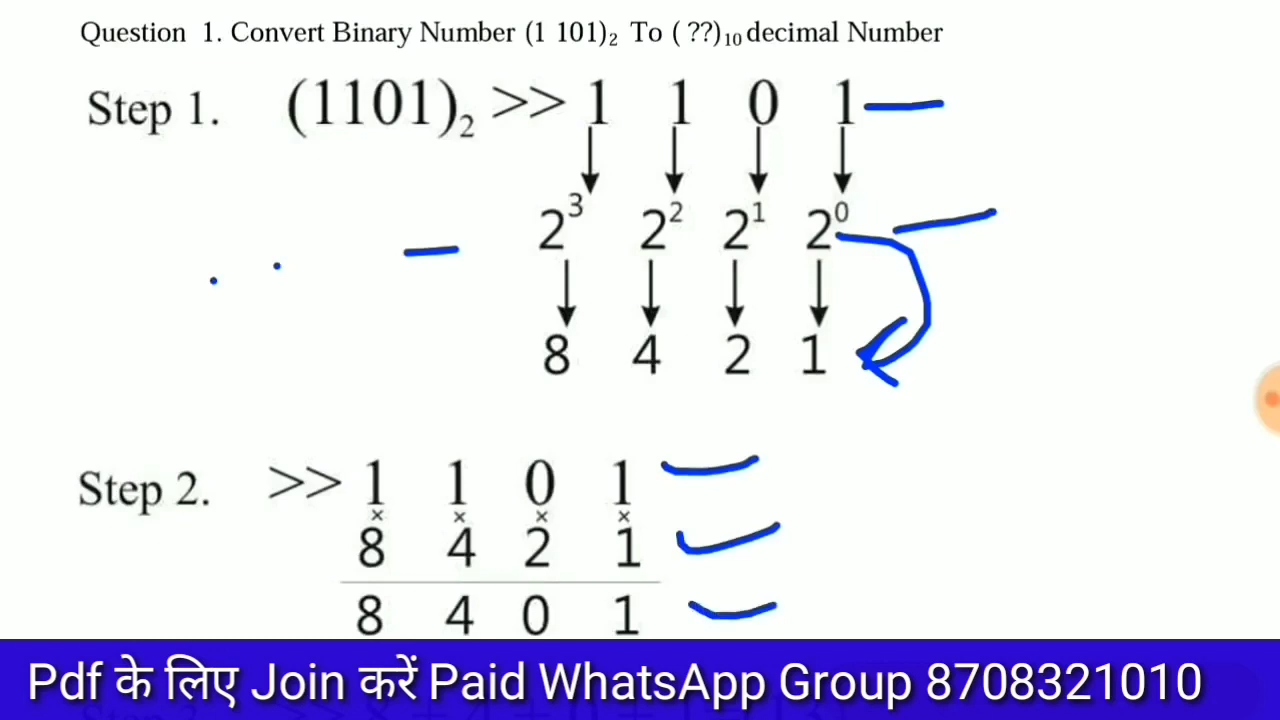 Question 1. Convert Binary Number (1 101)₂ To ( ??)₁₀ decimal Number
Step 1. (1101)₂ >> 1 1 0 1
2³ 2² 2¹ 2⁰
8 4 2 1
Step 2. >> 1 1 0 1
× × × ×
8 4 2 1
8 4 0 1
Pdf के लिए Join करें Paid WhatsApp Group 8708321010